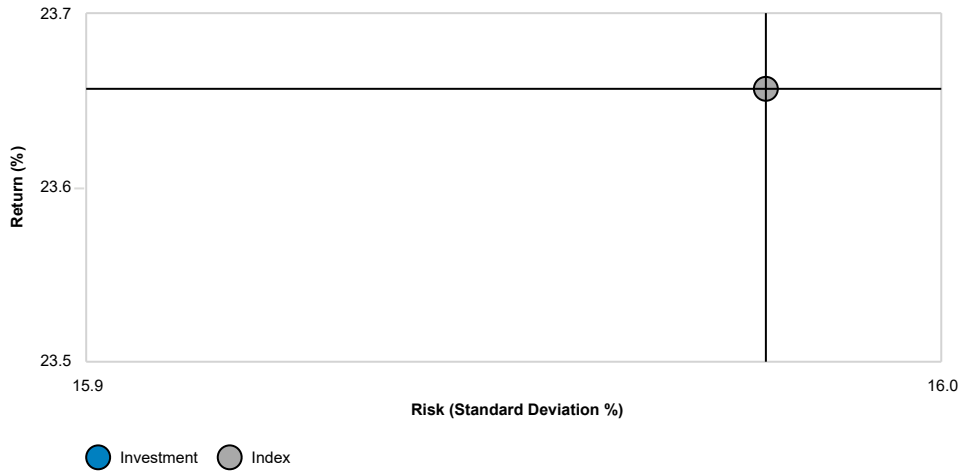 23.7
23.6
23.5
Return (%)
15.9
16.0
Risk (Standard Deviation %)
Investment
Index